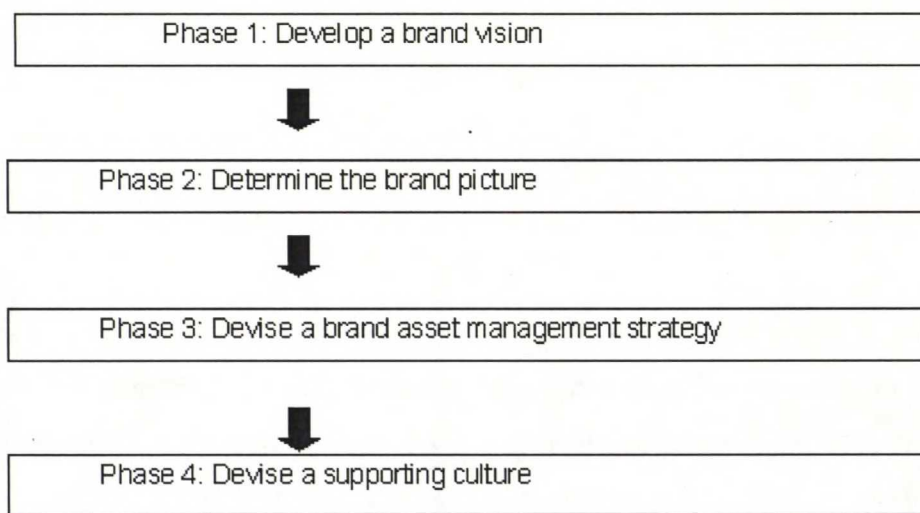 Phase 1: Develop a brand vision
Phase 2: Determine the brand picture
Phase 3: Devise a brand asset management strategy
Phase 4: Devise a supporting culture